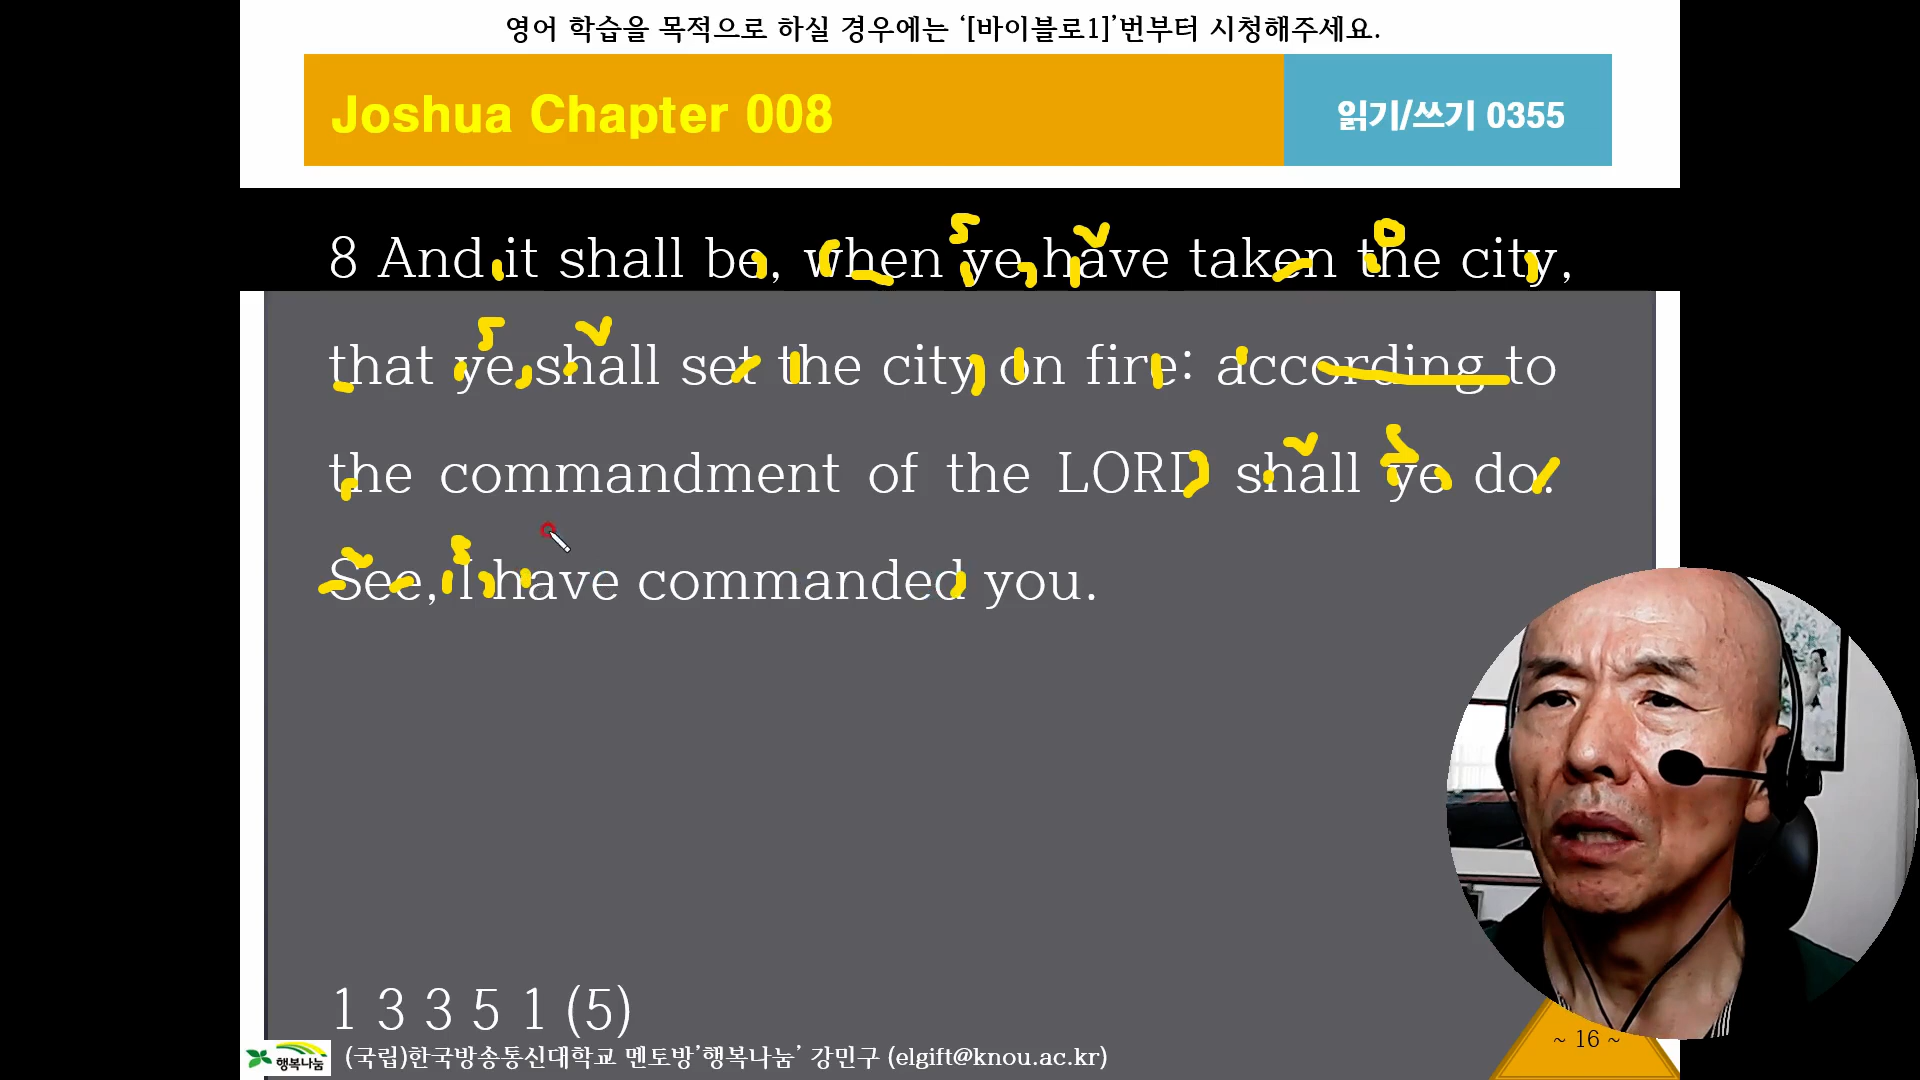 영어 학습을 목적으로 하실 경우에는 ‘[바이블로1]’번부터 시청해주세요.
Joshua Chapter 008
읽기/쓰기 0355
8 And it shall be, when ye have taken the city,
that ye shall set the city on fire: according to
the commandment of the LORD shall ye do.
See, I have commanded you.
1 3 3 5 1 (5)
행복나눔
(국립)한국방송통신대학교 멘토방’행복나눔’ 강민구 (elgift@knou.ac.kr)
~ 16 ~